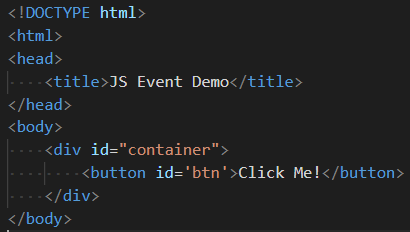 <!DOCTYPE html>
<html>
<head>
    <title>JS Event Demo</title>
</head>
<body>
    <div id="container">
        <button id='btn'>Click Me!</button>
    </div>
</body>